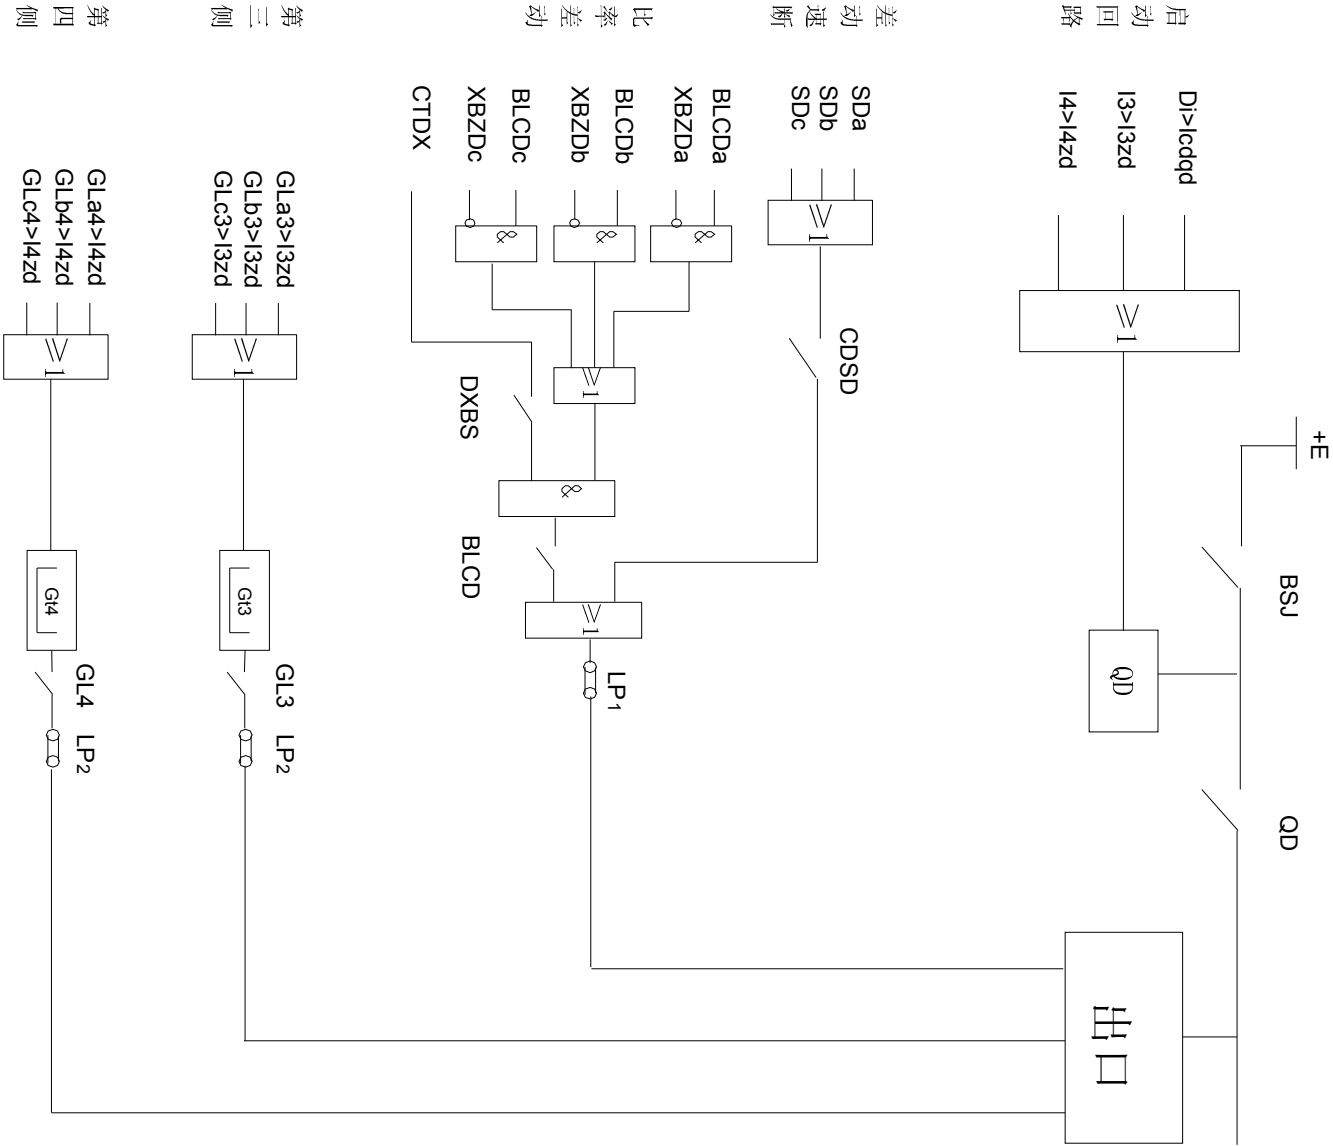 +E
BSJ
QD
启动回路
Di>Icdqd
I3>I3zd
I4>I4zd
≥1
QD
出口
差动速断
SDa
SDb
SDc
≥1
CDSD
比率差动
BLCDa
XBZDa
&
BLCDb
XBZDb
&
BLCDc
XBZDc
&
≥1
CTDX
DXBS
&
BLCD
≥1
LP1
第三侧
GLa3>I3zd
GLb3>I3zd
GLc3>I3zd
≥1
Gt3
GL3
LP2
第四侧
GLa4>I4zd
GLb4>I4zd
GLc4>I4zd
≥1
Gt4
GL4
LP2